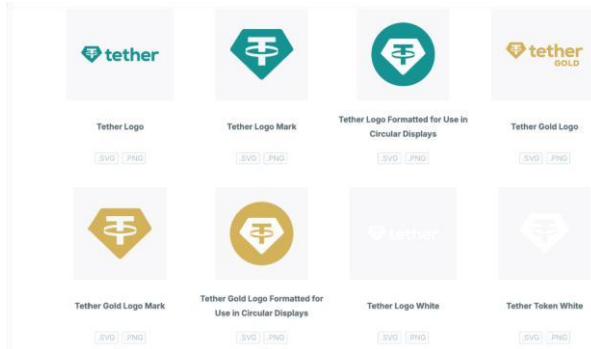 tether
tether
GOLD
Tether Logo
Tether Logo Mark
Tether Logo Formatted for Use in
Circular Displays
Tether Gold Logo
.SVG .PNG
.SVG .PNG
.SVG .PNG
.SVG .PNG
tether
Tether Gold Logo Mark
Tether Gold Logo Formatted for
Use in Circular Displays
Tether Logo White
Tether Token White
.SVG .PNG
.SVG .PNG
.SVG .PNG
.SVG .PNG